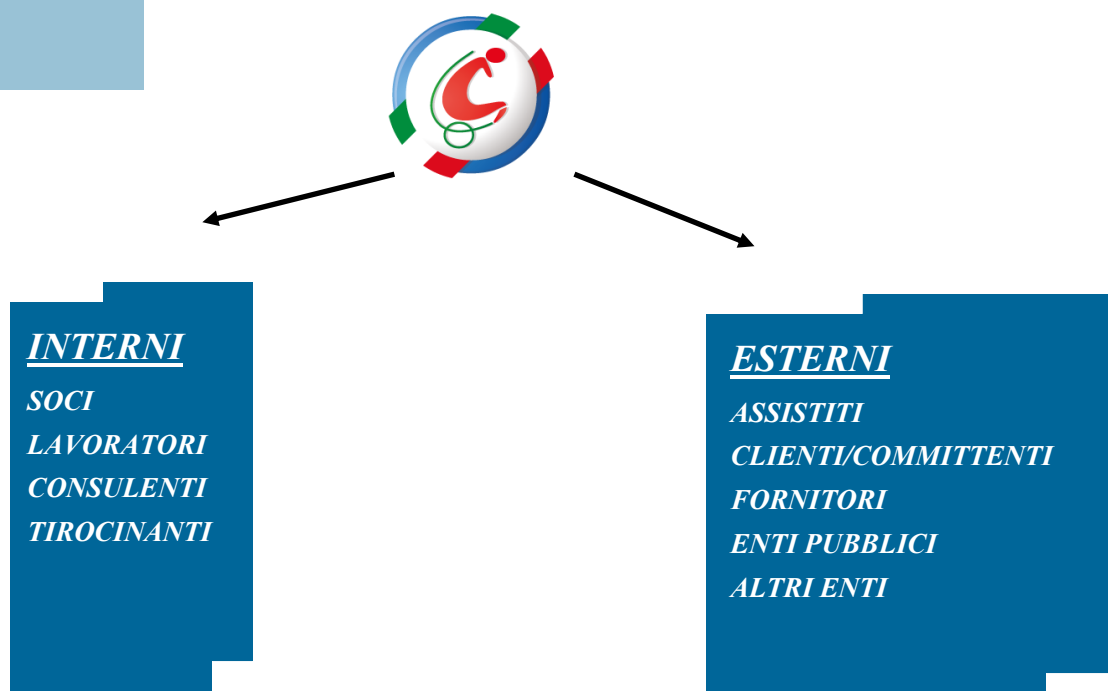 INTERNI
SOCI
LAVORATORI
CONSULENTI
TIROCINANTI
ESTERNI
ASSISTITI
CLIENTI/COMMITTENTI
FORNITORI
ENTI PUBBLICI
ALTRI ENTI